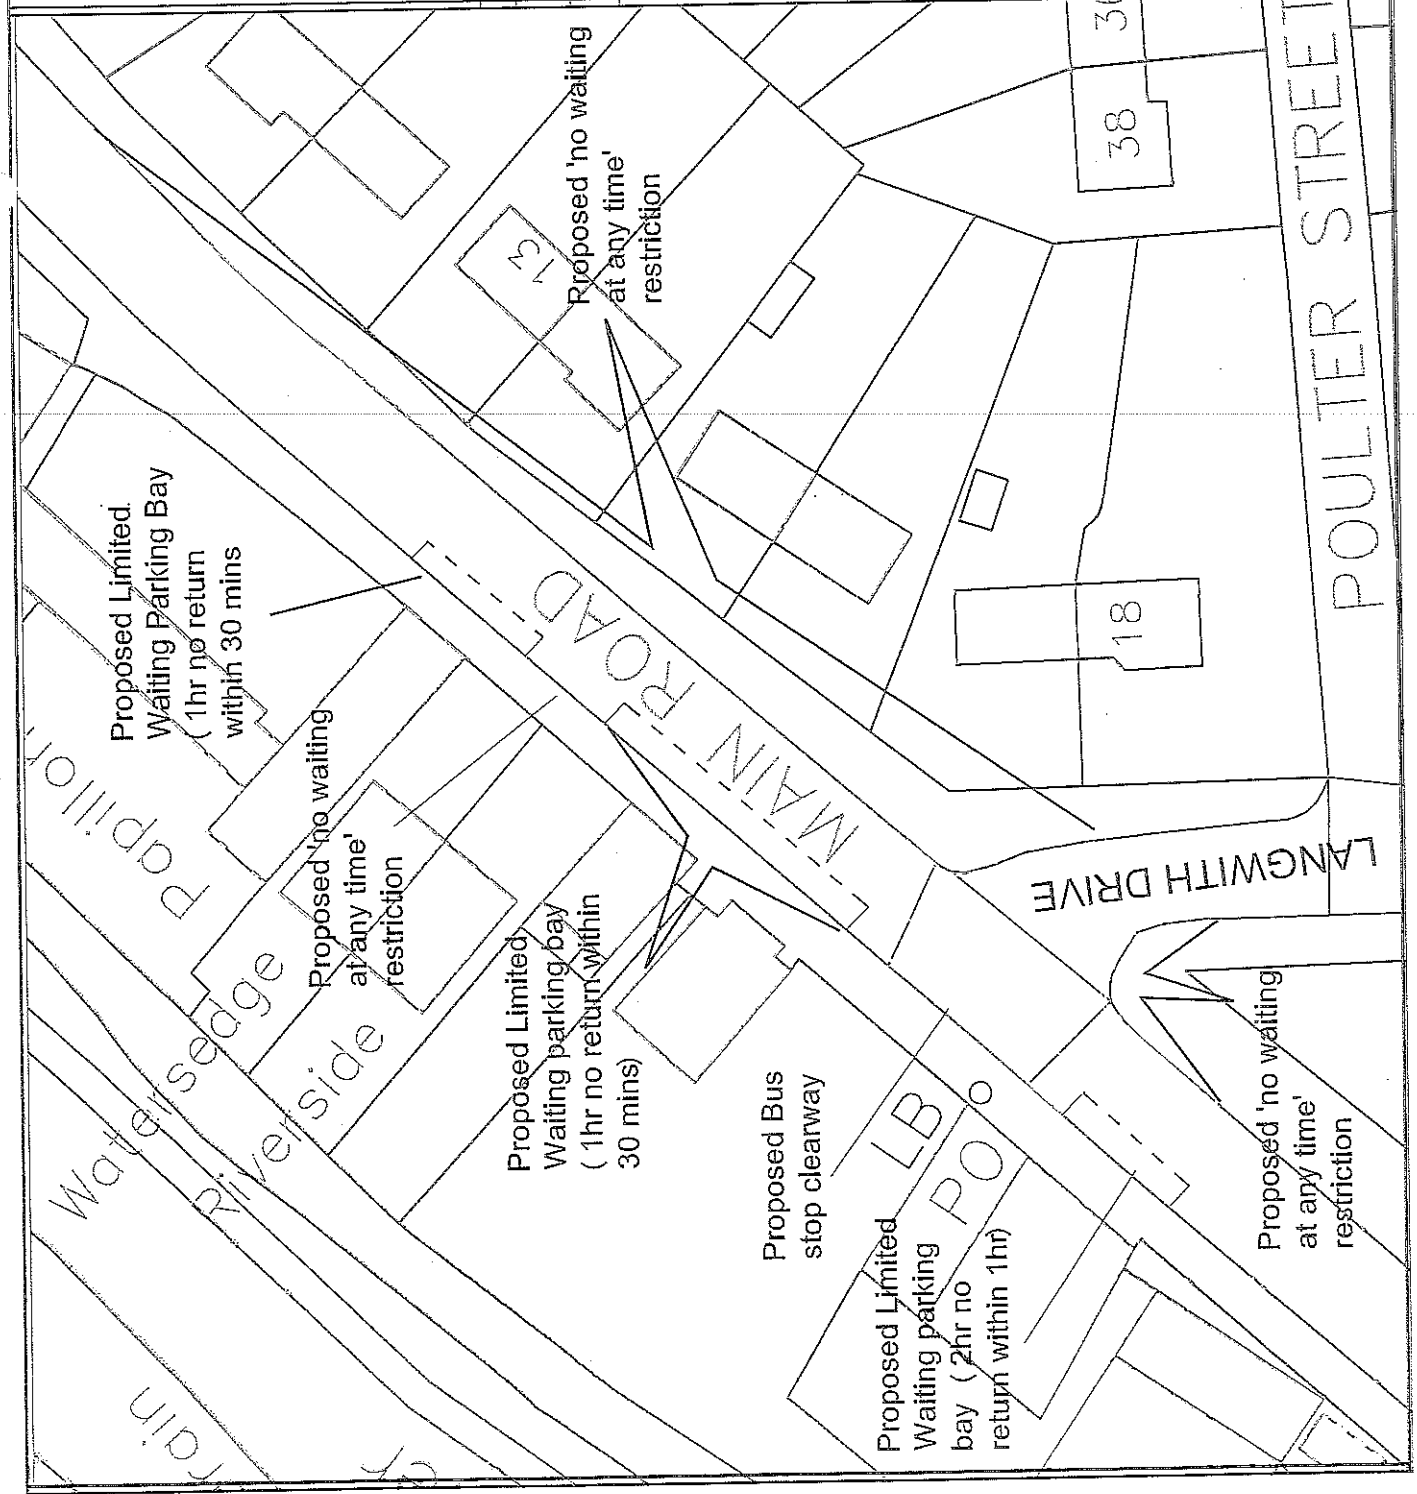 Proposed Limited
Waiting Parking Bay
(1hr no return
within 30 mins
Proposed 'no waiting
at any time'
restriction
Proposed 'no waiting
at any time'
restriction
Proposed Limited
Waiting parking bay
(1hr no return within
30 mins)
Proposed Bus
stop clearway
Proposed Limited
Waiting parking
bay (2hr no
return within 1hr)
Proposed 'no waiting
at any time'
restriction
MAIN ROAD
LANGWITH DRIVE
POULTER STREET
Papillon
Watersedge
Riverside
LB
PO
13
18
38